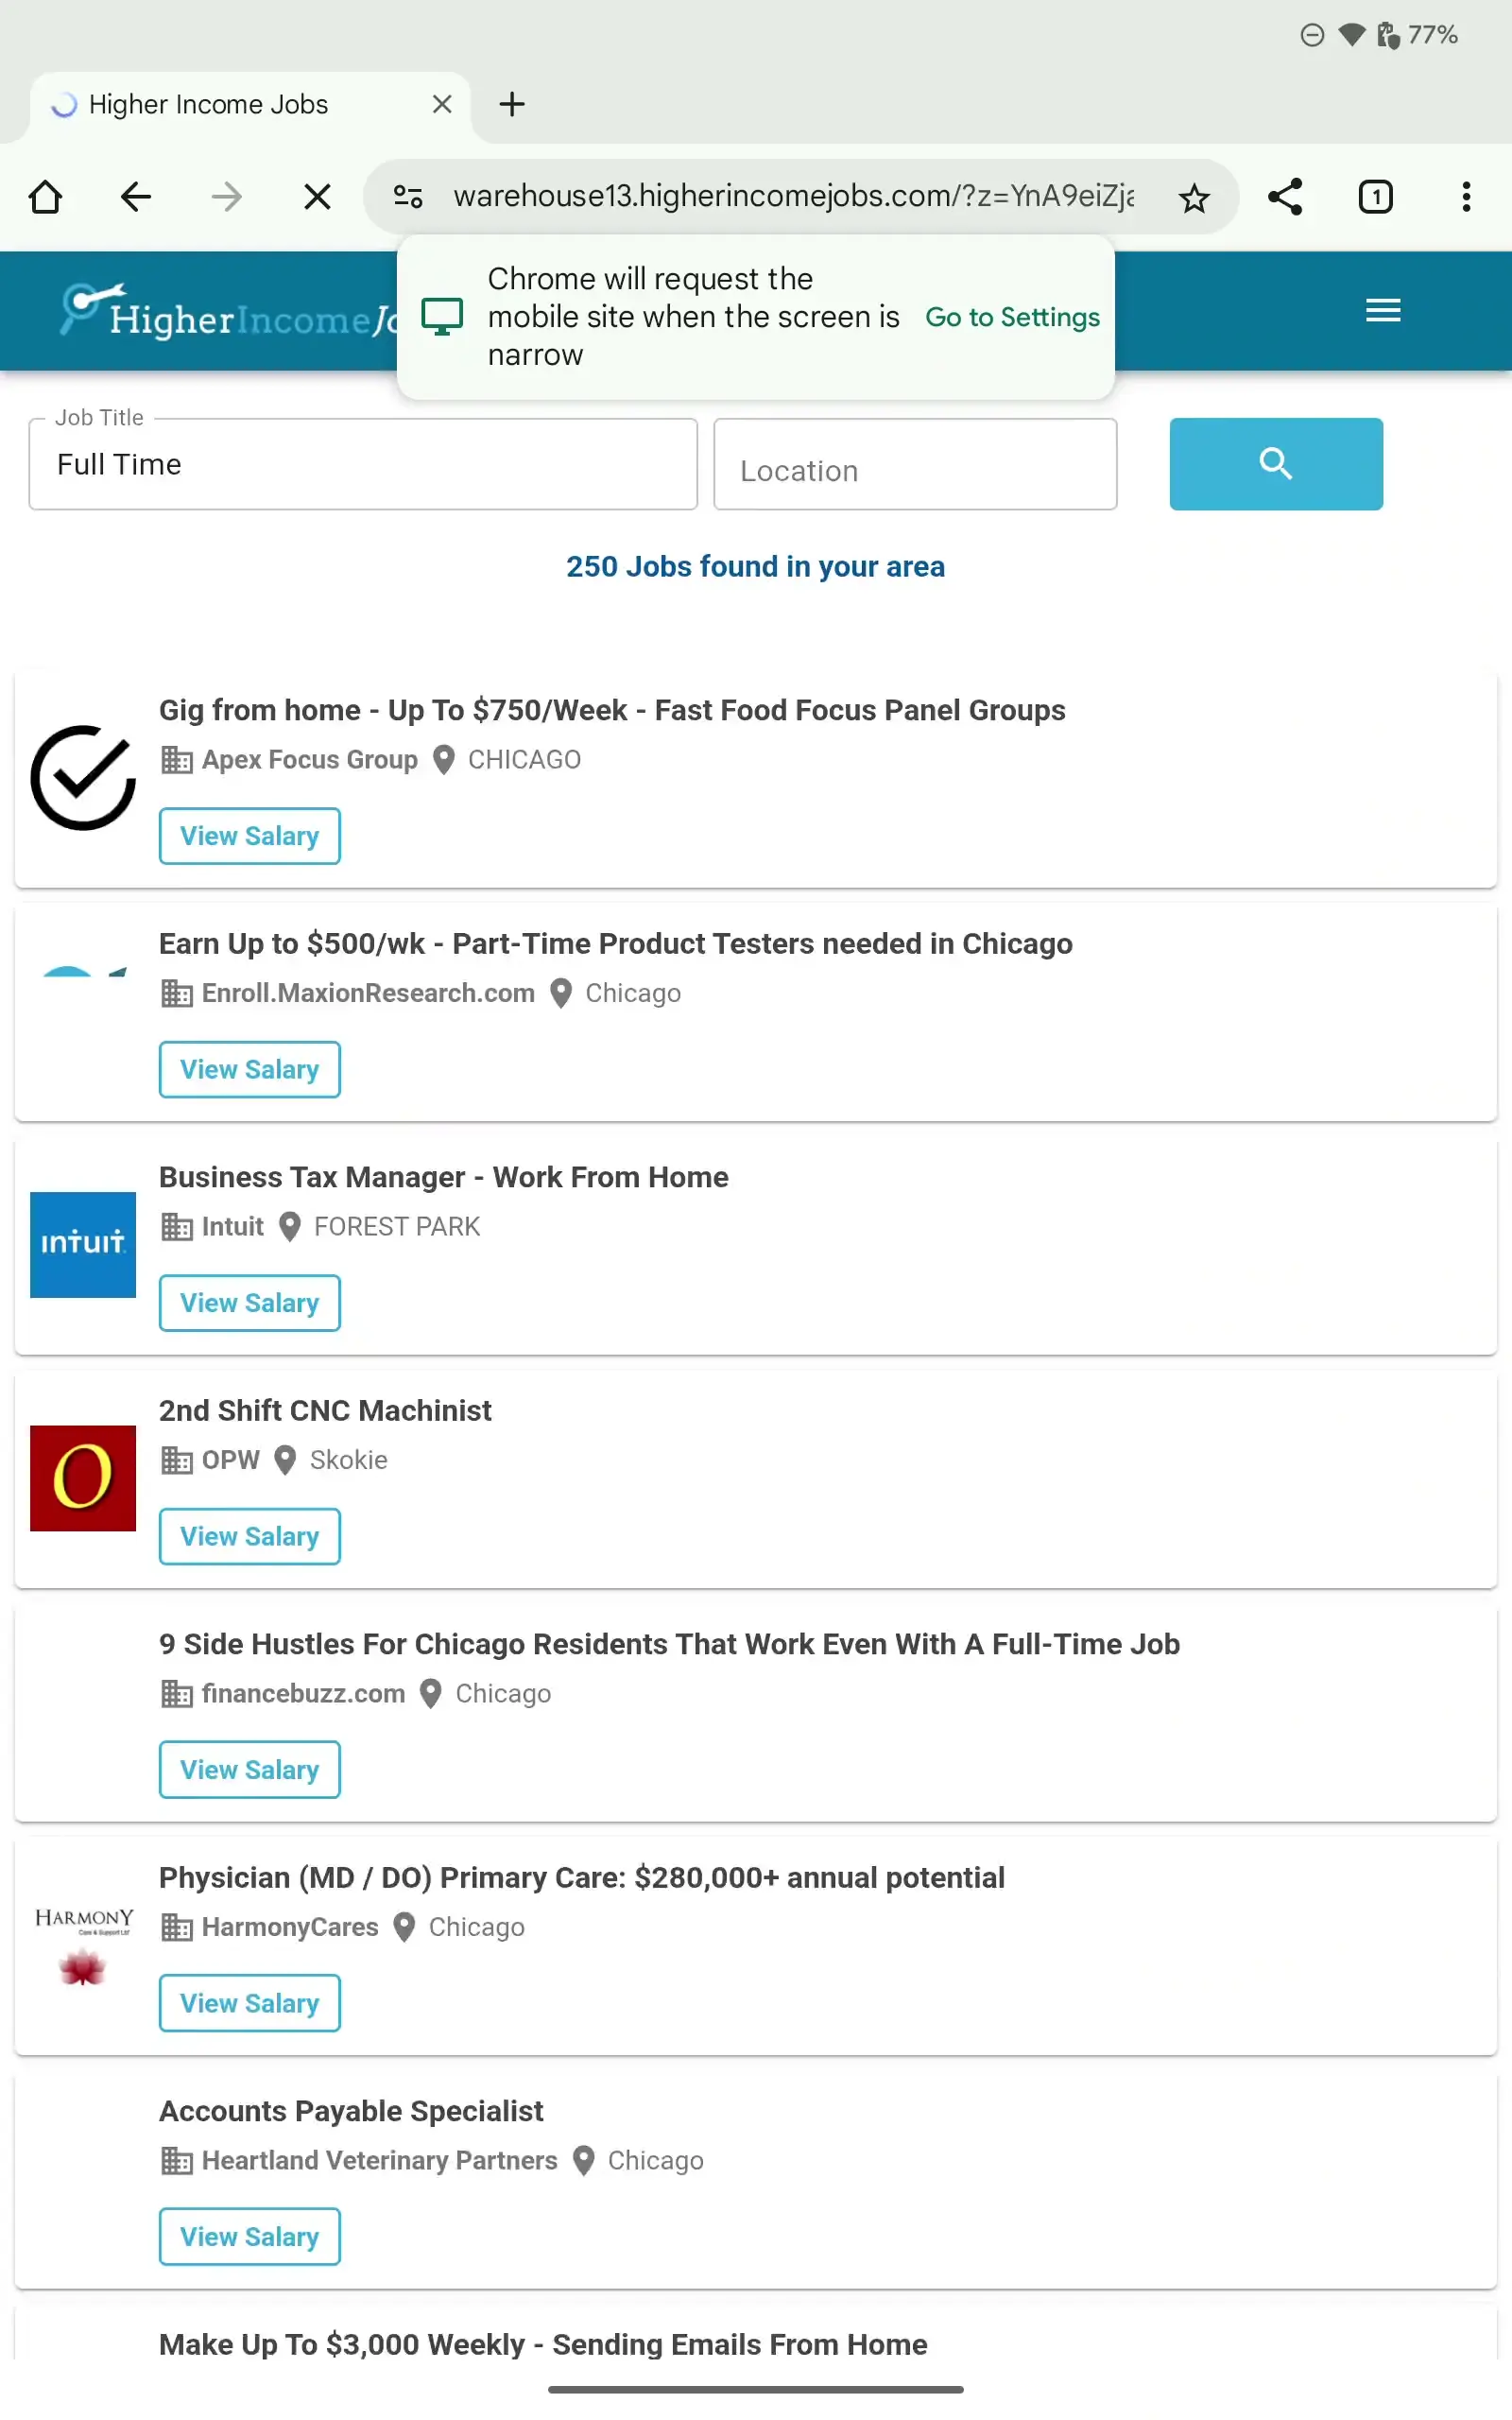 77%
Higher Income Jobs
warehouse13.higherincomejobs.com/?z=YnA9eiZja
1
HigherIncomeJo
Chrome will request the
mobile site when the screen is
narrow
Go to Settings
Job Title
Full Time
Location
250 Jobs found in your area
Gig from home - Up To $750/Week - Fast Food Focus Panel Groups
Apex Focus Group CHICAGO
View Salary
Earn Up to $500/wk - Part-Time Product Testers needed in Chicago
Enroll.MaxionResearch.com Chicago
View Salary
Business Tax Manager - Work From Home
INTUIT
Intuit FOREST PARK
View Salary
2nd Shift CNC Machinist
O
OPW Skokie
View Salary
9 Side Hustles For Chicago Residents That Work Even With A Full-Time Job
financebuzz.com Chicago
View Salary
Physician (MD / DO) Primary Care: $280,000+ annual potential
HARMONY
Care & Support Ltd
HarmonyCares Chicago
View Salary
Accounts Payable Specialist
Heartland Veterinary Partners Chicago
View Salary
Make Up To $3,000 Weekly - Sending Emails From Home